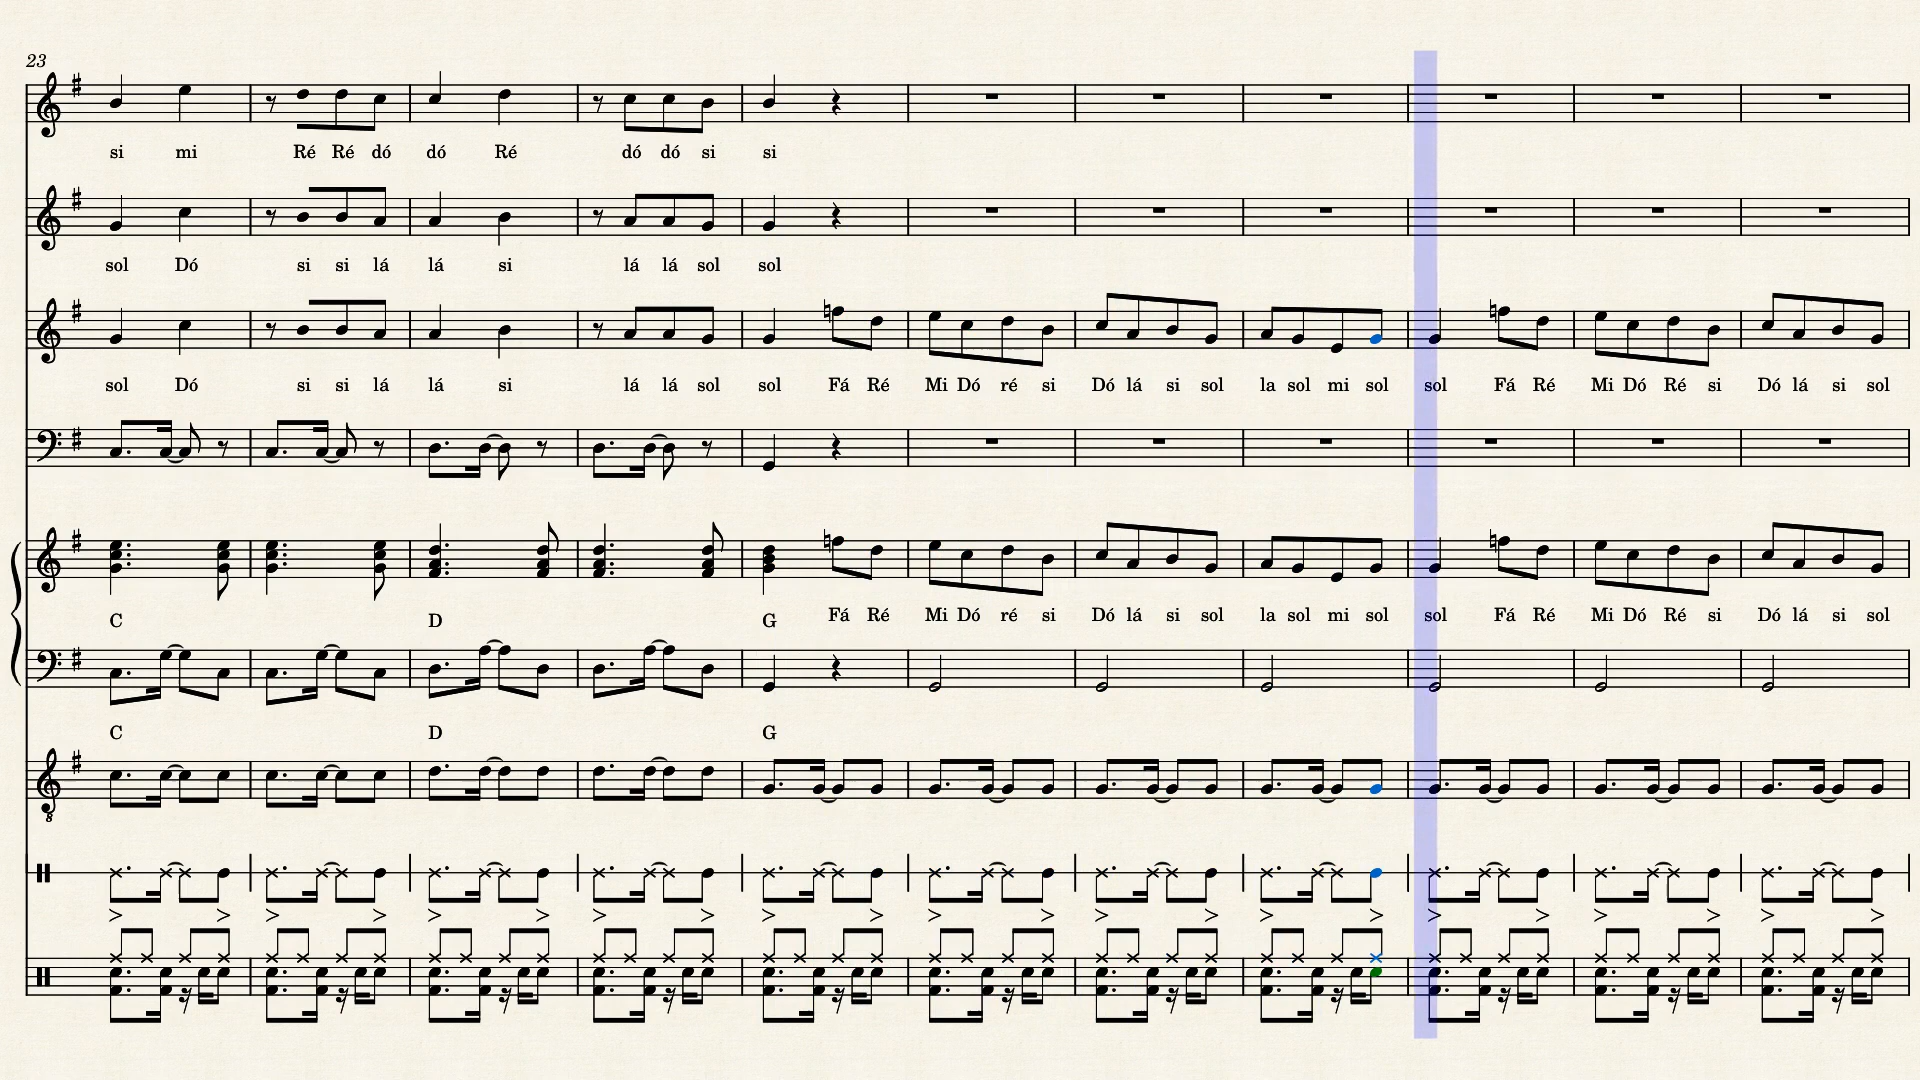 23
si mi Ré Ré dó dó Ré dó dó si si
sol Dó si si lá lá si lá lá sol sol
sol Dó si si lá lá si lá lá sol sol Fá Ré Mi Dó ré si Dó lá si sol la sol mi sol sol Fá Ré Mi Dó Ré si Dó lá si sol
C D G Fá Ré Mi Dó ré si Dó lá si sol la sol mi sol sol Fá Ré Mi Dó Ré si Dó lá si sol
C D G
8